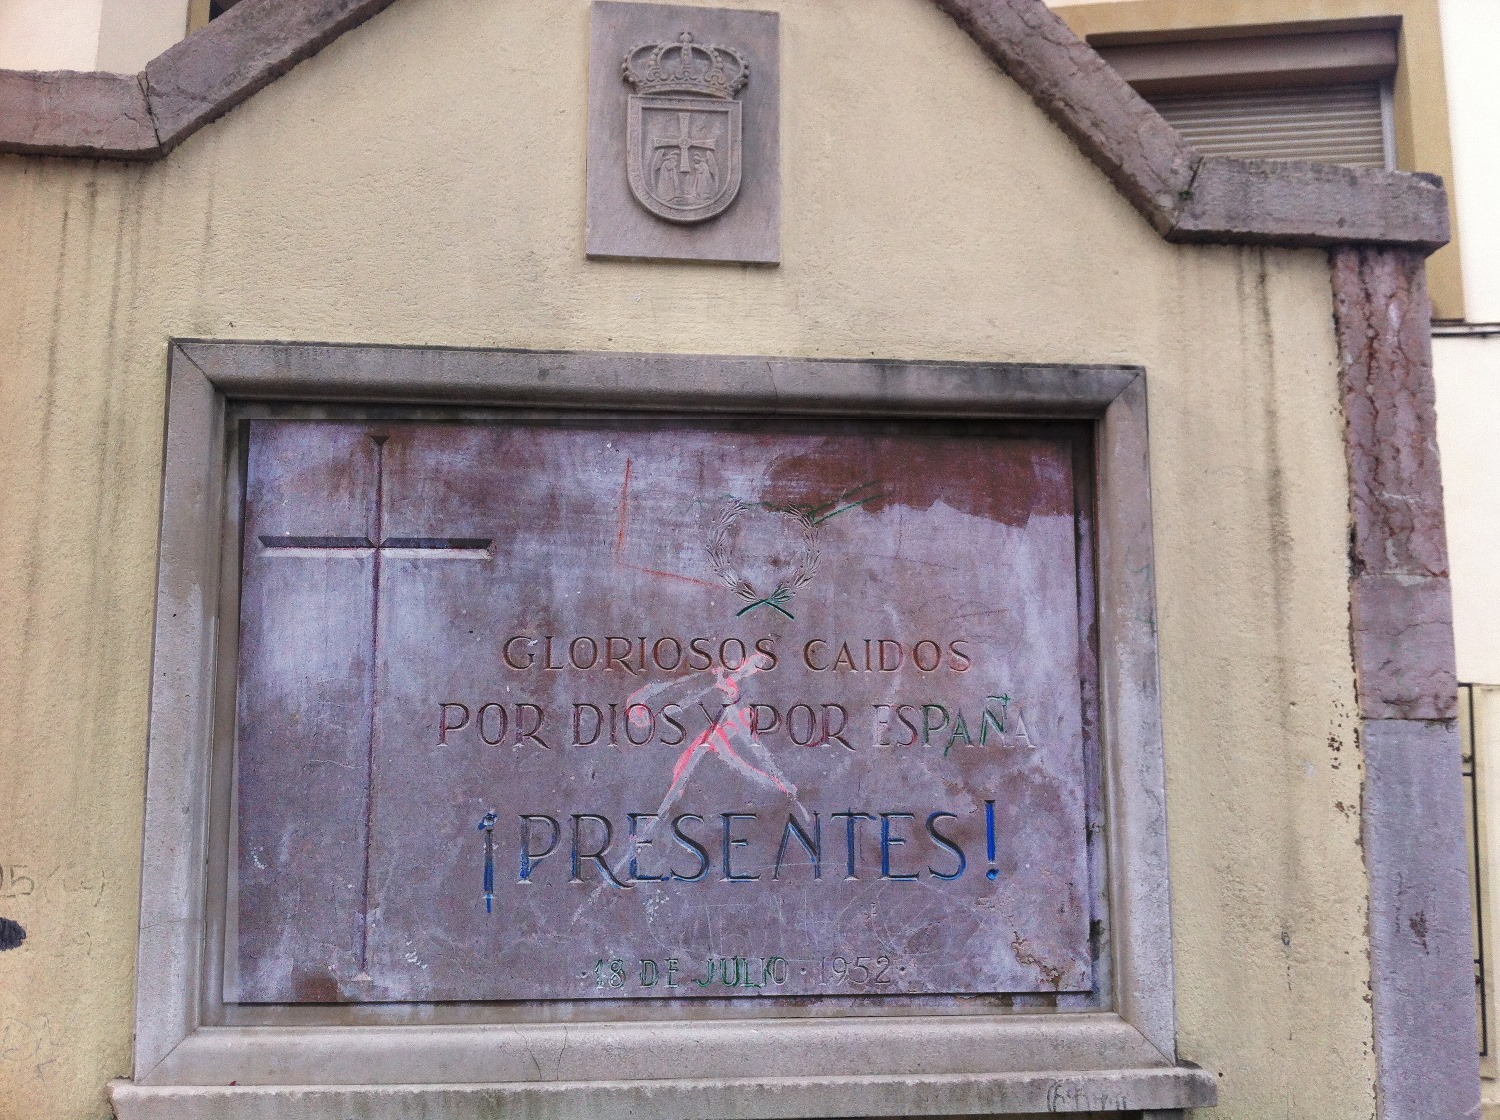 GLORIOSOS CAIDOS
POR DIOS Y POR ESPAÑA
¡PRESENTES!
·18 DE JULIO·1952·